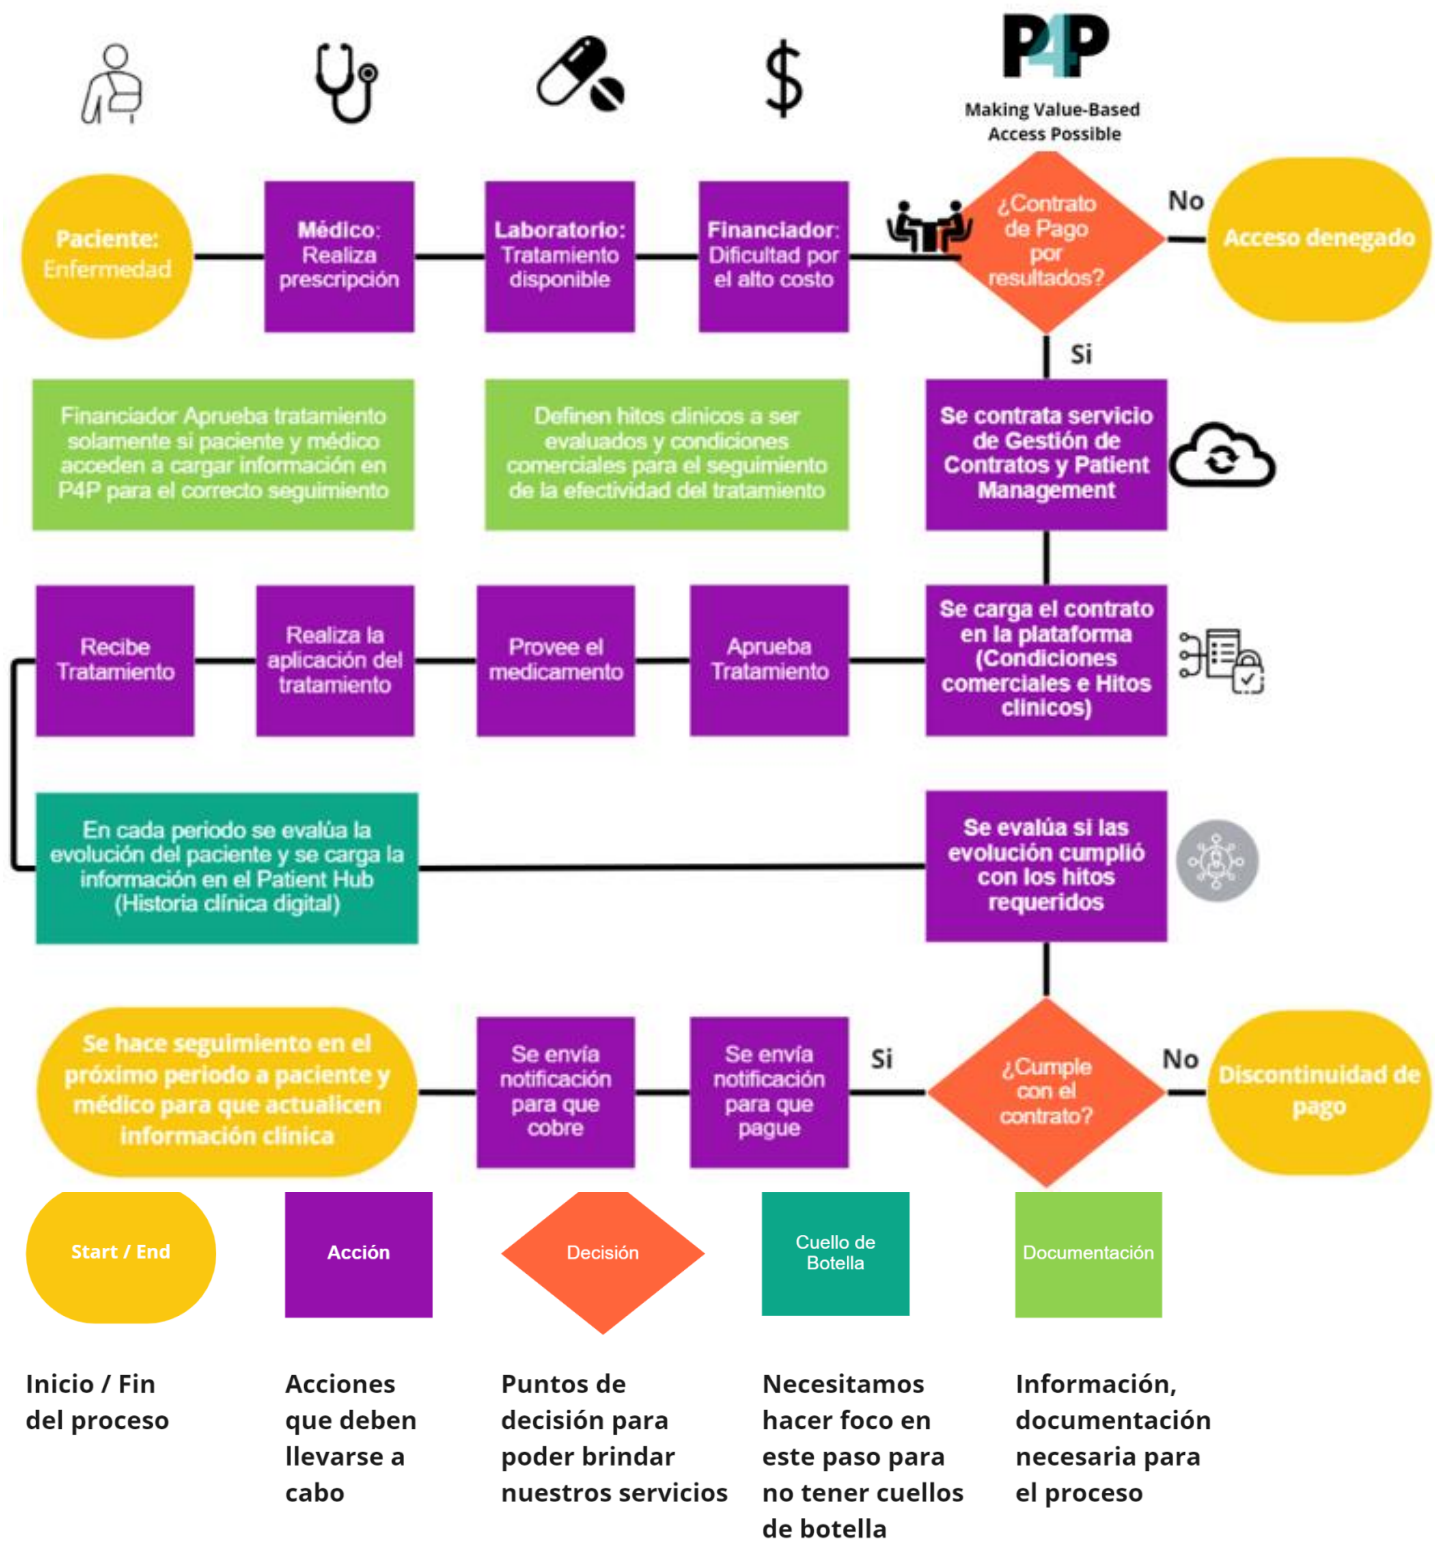 P4P
Making Value-Based
Access Possible
Paciente:
Enfermedad
Médico:
Realiza
prescripción
Laboratorio:
Tratamiento
disponible
Financiador:
Dificultad por
el alto costo
¿Contrato
de Pago
por
resultados?
No
Acceso denegado
Si
Financiador Aprueba tratamiento
solamente si paciente y médico
acceden a cargar información en
P4P para el correcto seguimiento
Definen hitos clinicos a ser
evaluados y condiciones
comerciales para el seguimiento
de la efectividad del tratamiento
Se contrata servicio
de Gestión de
Contratos y Patient
Management
Recibe
Tratamiento
Realiza la
aplicación del
tratamiento
Provee el
medicamento
Aprueba
Tratamiento
Se carga el contrato
en la plataforma
(Condiciones
comerciales e Hitos
clinicos)
En cada periodo se evalúa la
evolución del paciente y se carga la
información en el Patient Hub
(Historia clínica digital)
Se evalúa si las
evolución cumplió
con los hitos
requeridos
Se hace seguimiento en el
próximo periodo a paciente y
médico para que actualicen
información clínica
Se envía
notificación
para que
cobre
Se envía
notificación
para que
pague
Si
¿Cumple
con el
contrato?
No
Discontinuidad de
pago
Start / End
Acción
Decisión
Cuello de
Botella
Documentación
Inicio / Fin
del proceso
Acciones
que deben
llevarse a
cabo
Puntos de
decisión para
poder brindar
nuestros servicios
Necesitamos
hacer foco en
este paso para
no tener cuellos
de botella
Información,
documentación
necesaria para
el proceso